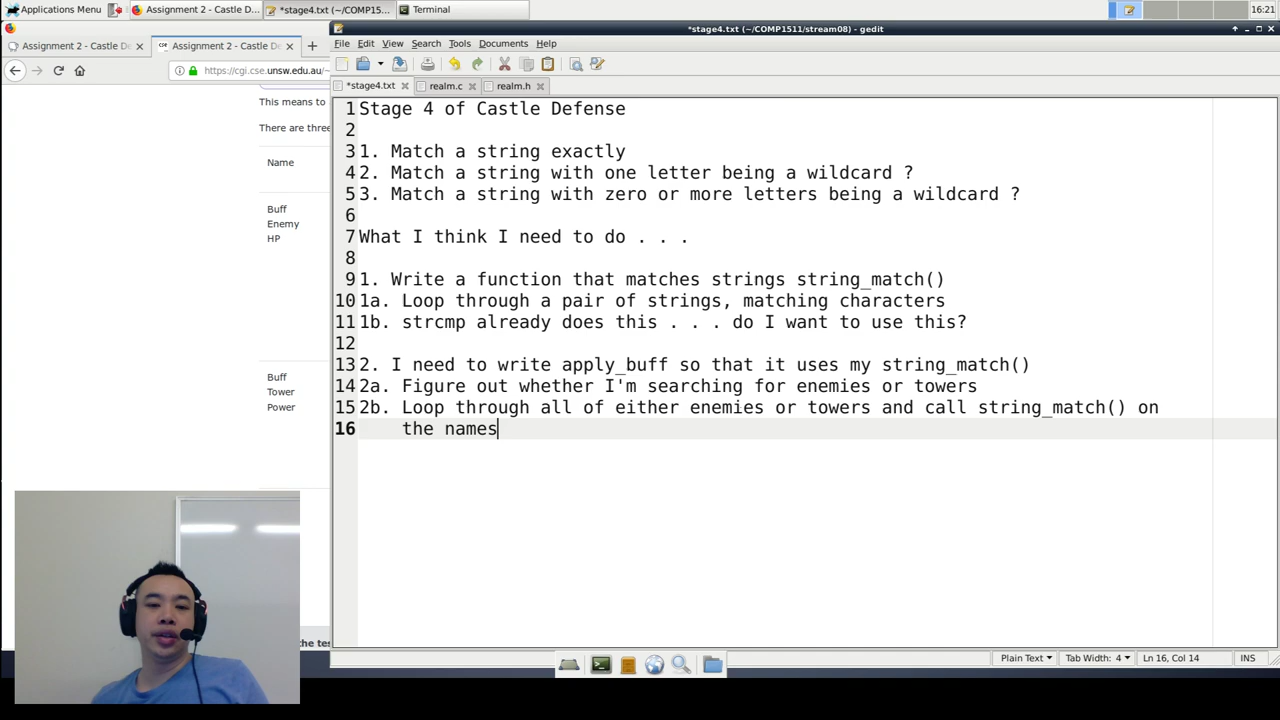 Applications Menu
Assignment 2 - Castle D...
*stage4.txt (~/COMP15...
Terminal
16:21
*stage4.txt (~/COMP1511/stream08) - gedit
Assignment 2 - Castle De
Assignment 2 - Castle D
File Edit View Search Tools Documents Help
https://cgi.cse.unsw.edu.au/~
*stage4.txt
realm.c
realm.h
This means to
There are three
Name
Buff
Enemy
HP
Buff
Tower
Power
the tes
1 Stage 4 of Castle Defense
2
3 1. Match a string exactly
4 2. Match a string with one letter being a wildcard ?
5 3. Match a string with zero or more letters being a wildcard ?
6
7 What I think I need to do . . .
8
9 1. Write a function that matches strings string_match()
10 1a. Loop through a pair of strings, matching characters
11 1b. strcmp already does this . . . do I want to use this?
12
13 2. I need to write apply_buff so that it uses my string_match()
14 2a. Figure out whether I'm searching for enemies or towers
15 2b. Loop through all of either enemies or towers and call string_match() on
16 the names
Plain Text
Tab Width: 4
Ln 16, Col 14
INS